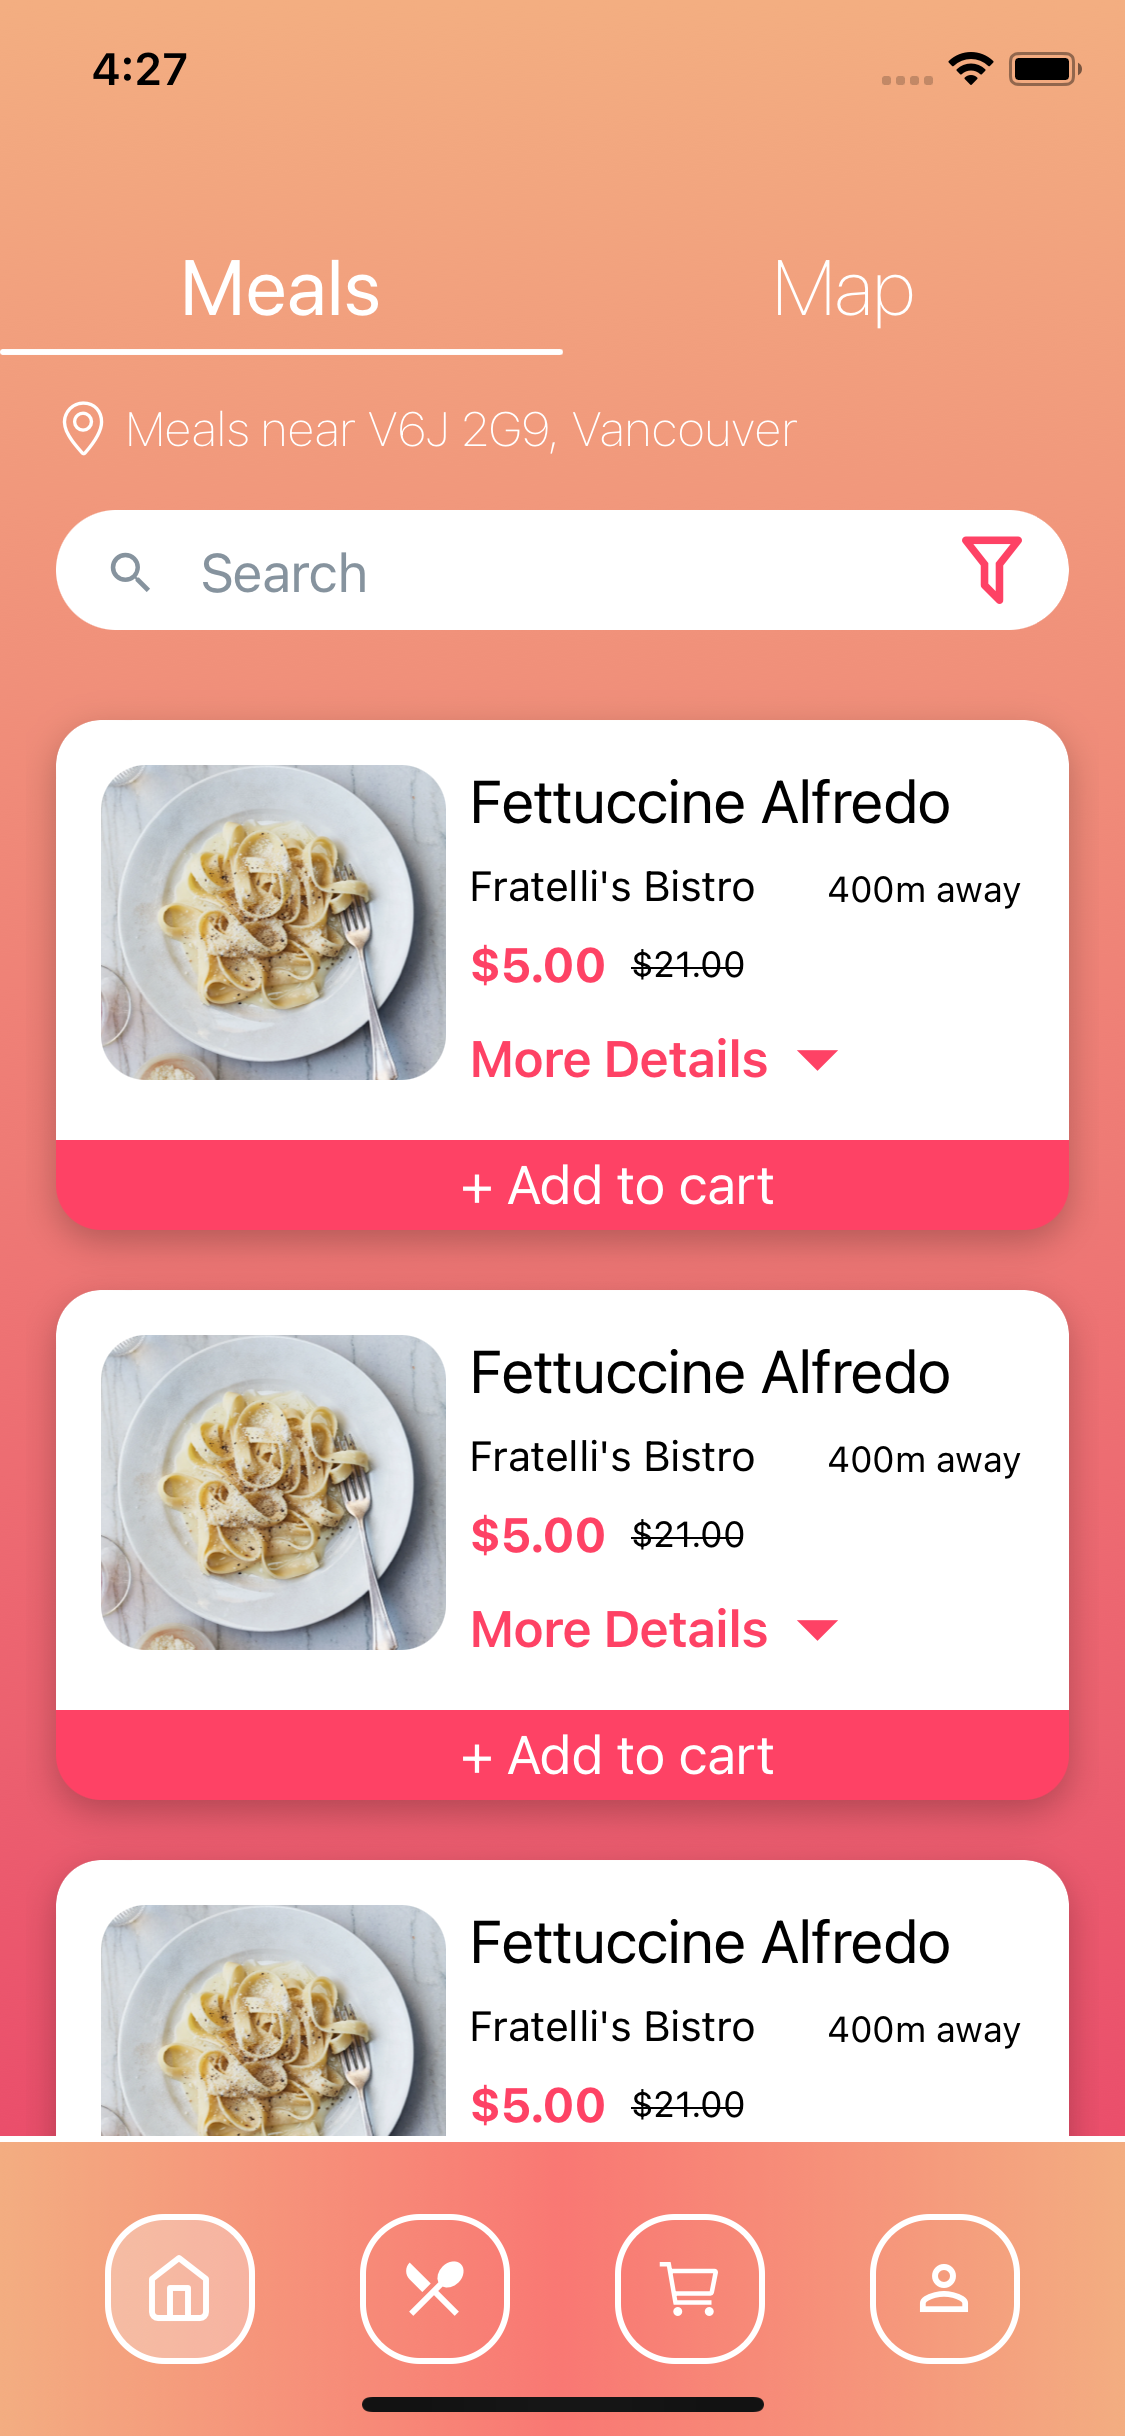 4:27
Meals Map
Meals near V6J 2G9, Vancouver
Search
Fettuccine Alfredo
Fratelli's Bistro 400m away
$5.00 $21.00
More Details
+ Add to cart
Fettuccine Alfredo
Fratelli's Bistro 400m away
$5.00 $21.00
More Details
+ Add to cart
Fettuccine Alfredo
Fratelli's Bistro 400m away
$5.00 $21.00